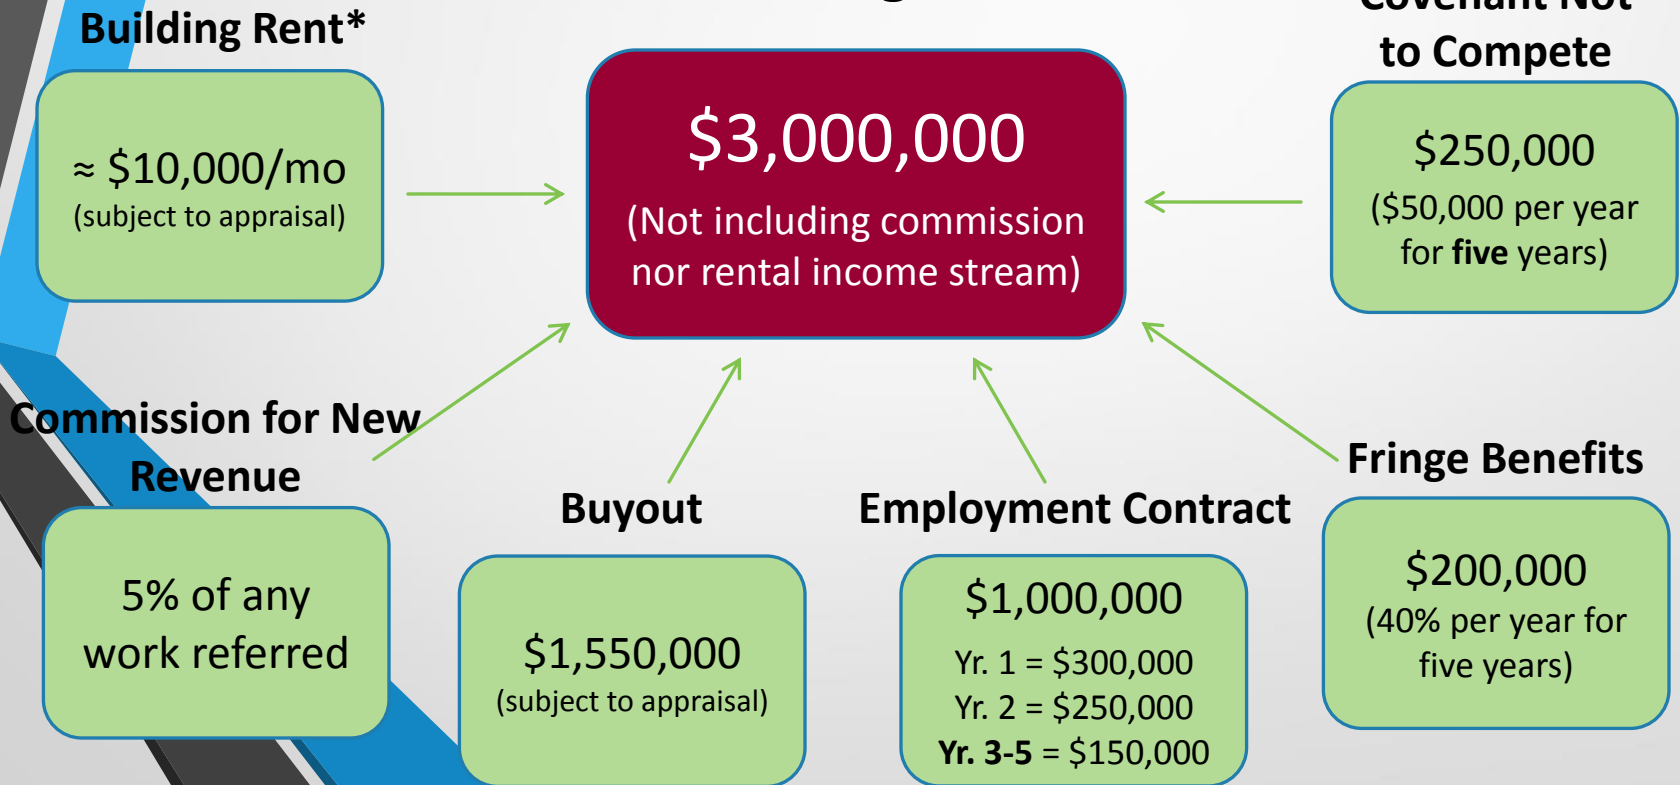 Building Rent*
≈ $10,000/mo
(subject to appraisal)
$3,000,000
(Not including commission
nor rental income stream)
Covenant Not
to Compete
$250,000
($50,000 per year
for five years)
Commission for New
Revenue
5% of any
work referred
Buyout
$1,550,000
(subject to appraisal)
Employment Contract
$1,000,000
Yr. 1 = $300,000
Yr. 2 = $250,000
Yr. 3-5 = $150,000
Fringe Benefits
$200,000
(40% per year for
five years)